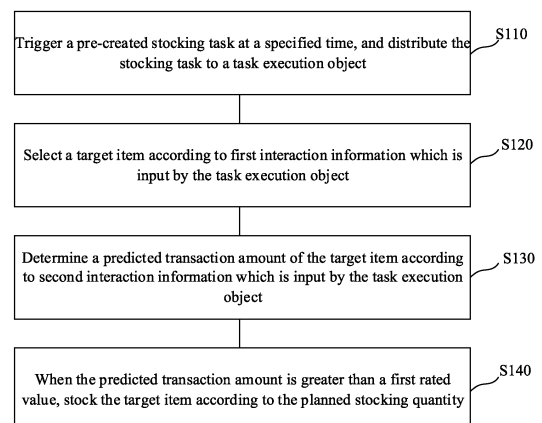 Trigger a pre-created stocking task at a specified time, and distribute the
stocking task to a task execution object
S110
Select a target item according to first interaction information which is
input by the task execution object
S120
Determine a predicted transaction amount of the target item according
to second interaction information which is input by the task execution
object
S130
When the predicted transaction amount is greater than a first rated
value, stock the target item according to the planned stocking quantity
S140